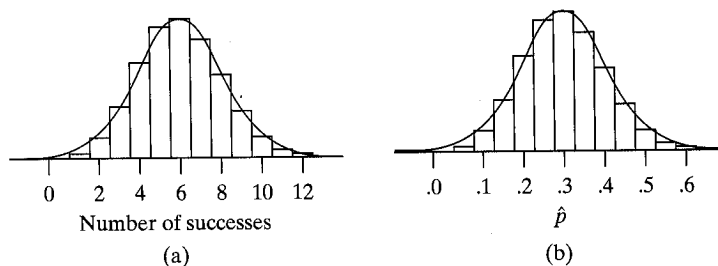 0 2 4 6 8 10 12
Number of successes
(a)
.0 .1 .2 .3 .4 .5 .6
p̂
(b)